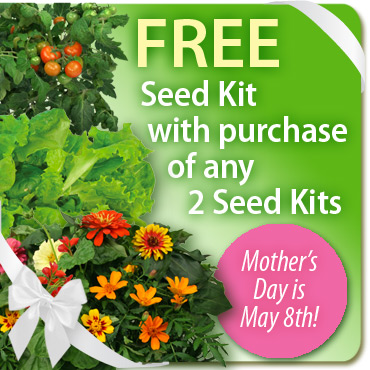 FREE
Seed Kit
with purchase
of any
2 Seed Kits
Mother's
Day is
May 8th!